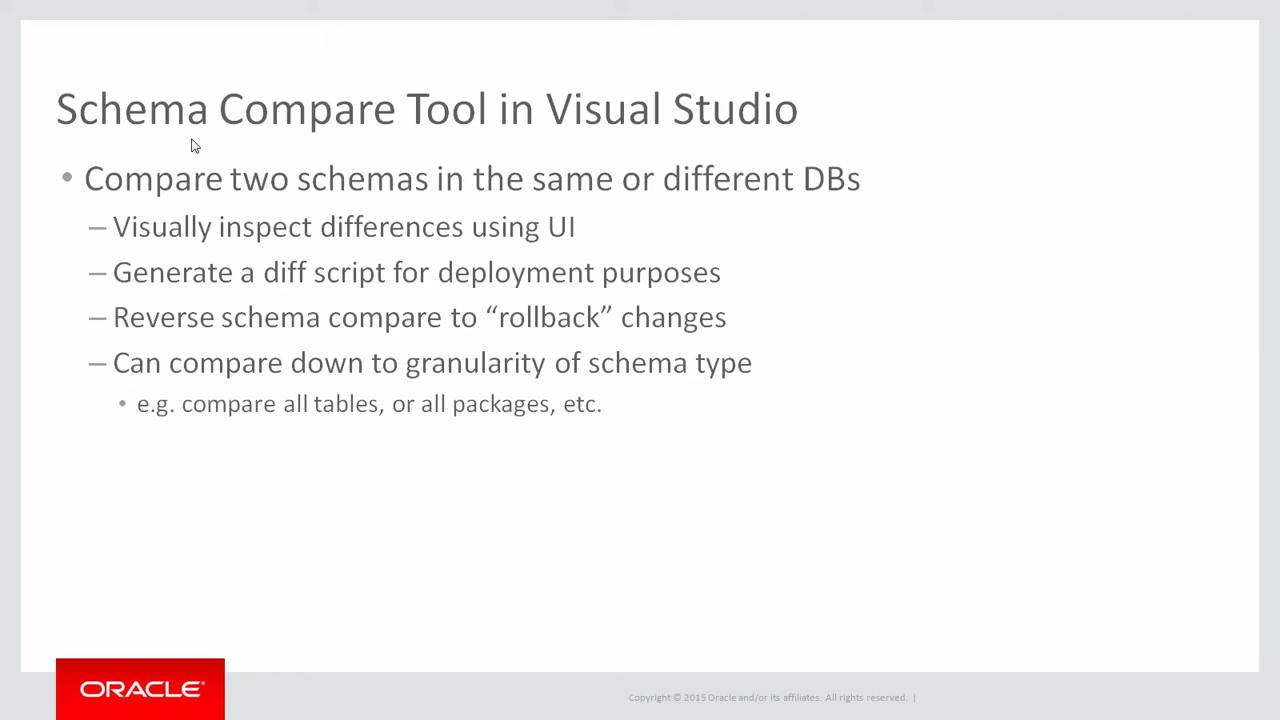 Schema Compare Tool in Visual Studio
• Compare two schemas in the same or different DBs
– Visually inspect differences using UI
– Generate a diff script for deployment purposes
– Reverse schema compare to “rollback” changes
– Can compare down to granularity of schema type
• e.g. compare all tables, or all packages, etc.
ORACLE®
Copyright © 2015 Oracle and/or its affiliates. All rights reserved. |